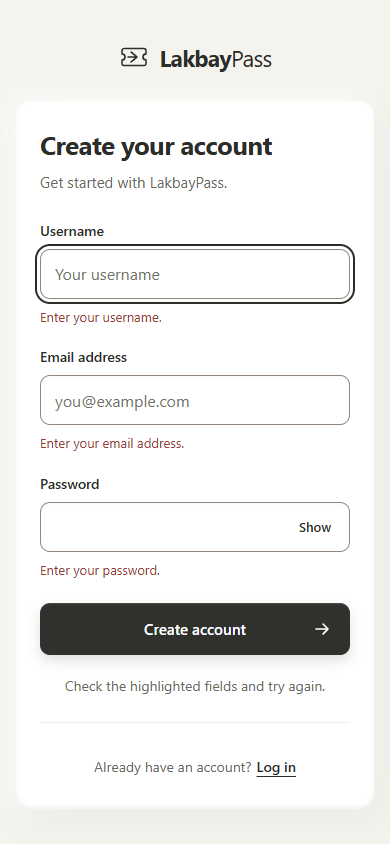 LakbayPass
Create your account
Get started with LakbayPass.
Username
Your username
Enter your username.
Email address
you@example.com
Enter your email address.
Password
Show
Enter your password.
Create account
Check the highlighted fields and try again.
Already have an account? Log in